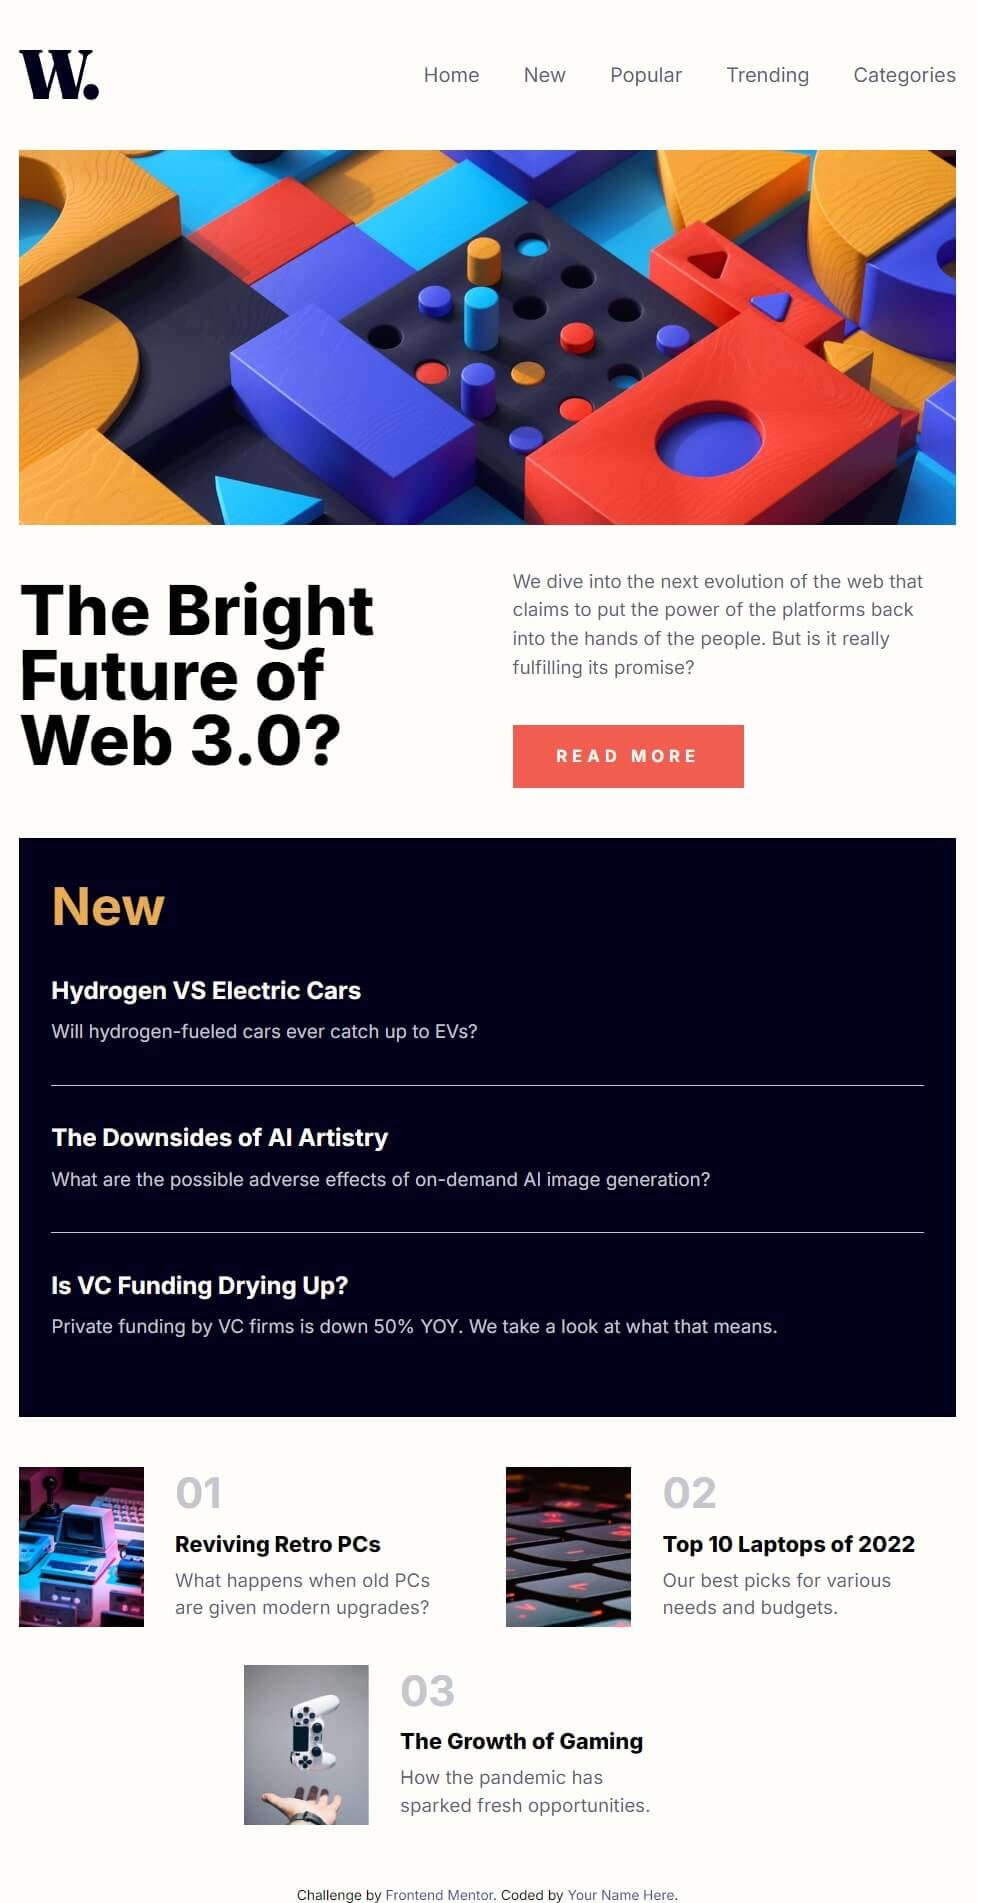 W.
Home New Popular Trending Categories
The Bright
Future of
Web 3.0?
We dive into the next evolution of the web that
claims to put the power of the platforms back
into the hands of the people. But is it really
fulfilling its promise?
READ MORE
New
Hydrogen VS Electric Cars
Will hydrogen-fueled cars ever catch up to EVs?
The Downsides of AI Artistry
What are the possible adverse effects of on-demand AI image generation?
Is VC Funding Drying Up?
Private funding by VC firms is down 50% YOY. We take a look at what that means.
01
Reviving Retro PCs
What happens when old PCs
are given modern upgrades?
02
Top 10 Laptops of 2022
Our best picks for various
needs and budgets.
03
The Growth of Gaming
How the pandemic has
sparked fresh opportunities.
Challenge by Frontend Mentor. Coded by Your Name Here.